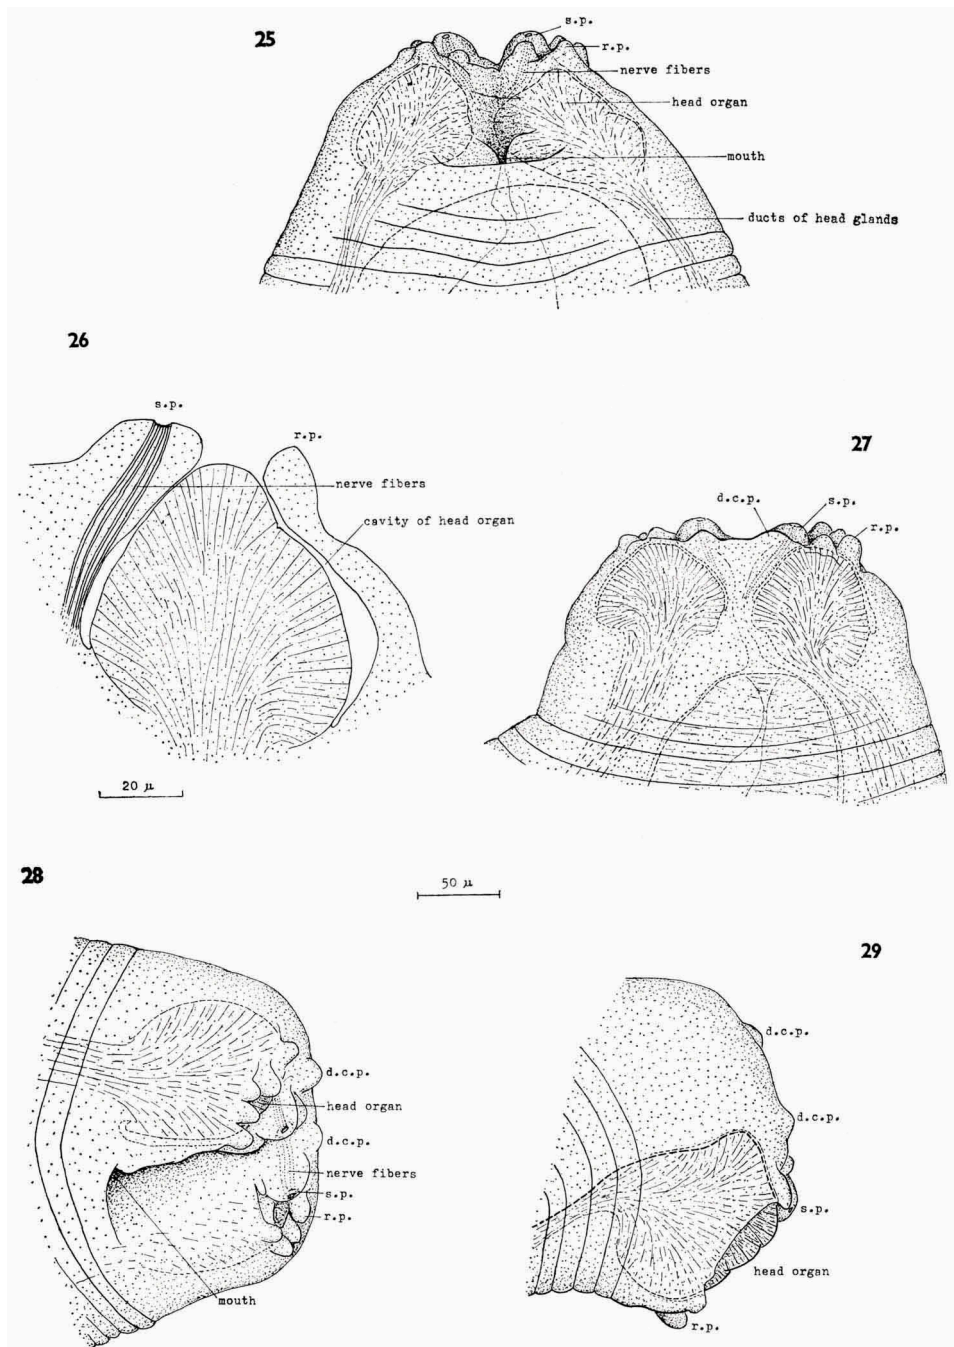 25
s.p.
r.p.
nerve fibers
head organ
mouth
ducts of head glands
26
s.p.
r.p.
nerve fibers
cavity of head organ
20 µ
27
d.c.p.
s.p.
r.p.
28
50 µ
d.c.p.
head organ
d.c.p.
nerve fibers
s.p.
r.p.
mouth
29
d.c.p.
d.c.p.
s.p.
head organ
r.p.